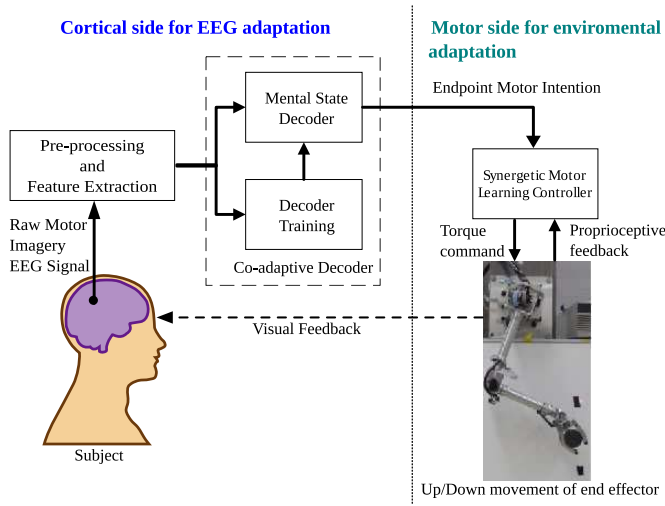 Cortical side for EEG adaptation
Motor side for enviromental
adaptation
Endpoint Motor Intention
Mental State
Decoder
Pre-processing
and
Feature Extraction
Decoder
Training
Co-adaptive Decoder
Synergetic Motor
Learning Controller
Raw Motor
Imagery
EEG Signal
Torque
command
Proprioceptive
feedback
Visual Feedback
Subject
Up/Down movement of end effector